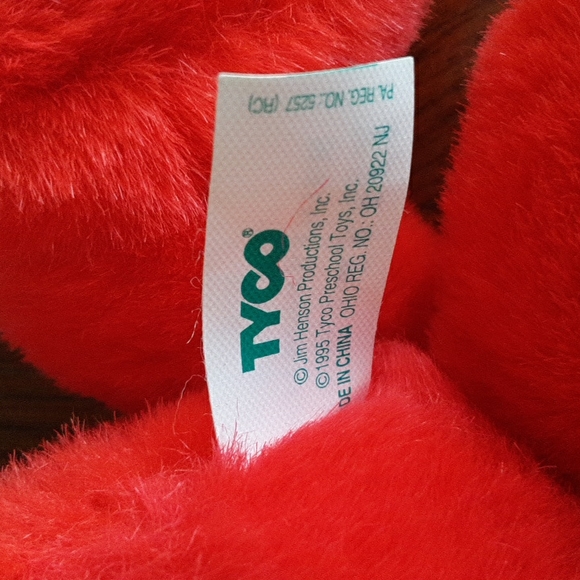 TYCO®
© Jim Henson Productions, Inc.
© 1995 Tyco Preschool Toys, Inc.
DE IN CHINA OHIO REG. NO.: OH 20922 NJ
PA. REG. NO.: 5257 (RC)